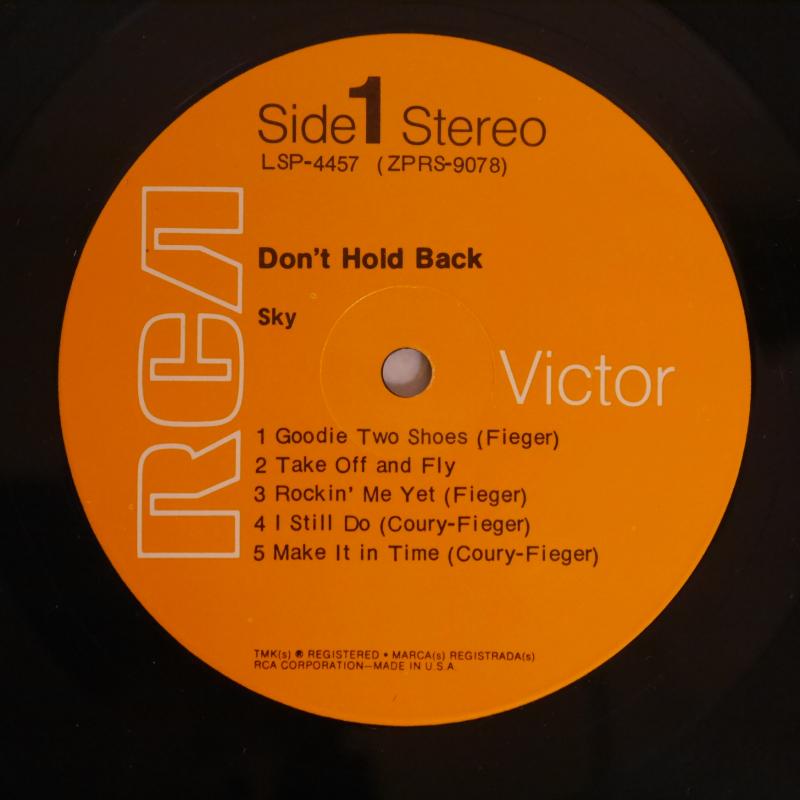 Side 1 Stereo
LSP-4457 (ZPRS-9078)
RCA
Don't Hold Back
Sky
Victor
1 Goodie Two Shoes (Fieger)
2 Take Off and Fly
3 Rockin' Me Yet (Fieger)
4 I Still Do (Coury-Fieger)
5 Make It in Time (Coury-Fieger)
TMK(s) ® REGISTERED • MARCA(s) REGISTRADA(s)
RCA CORPORATION—MADE IN U.S.A.